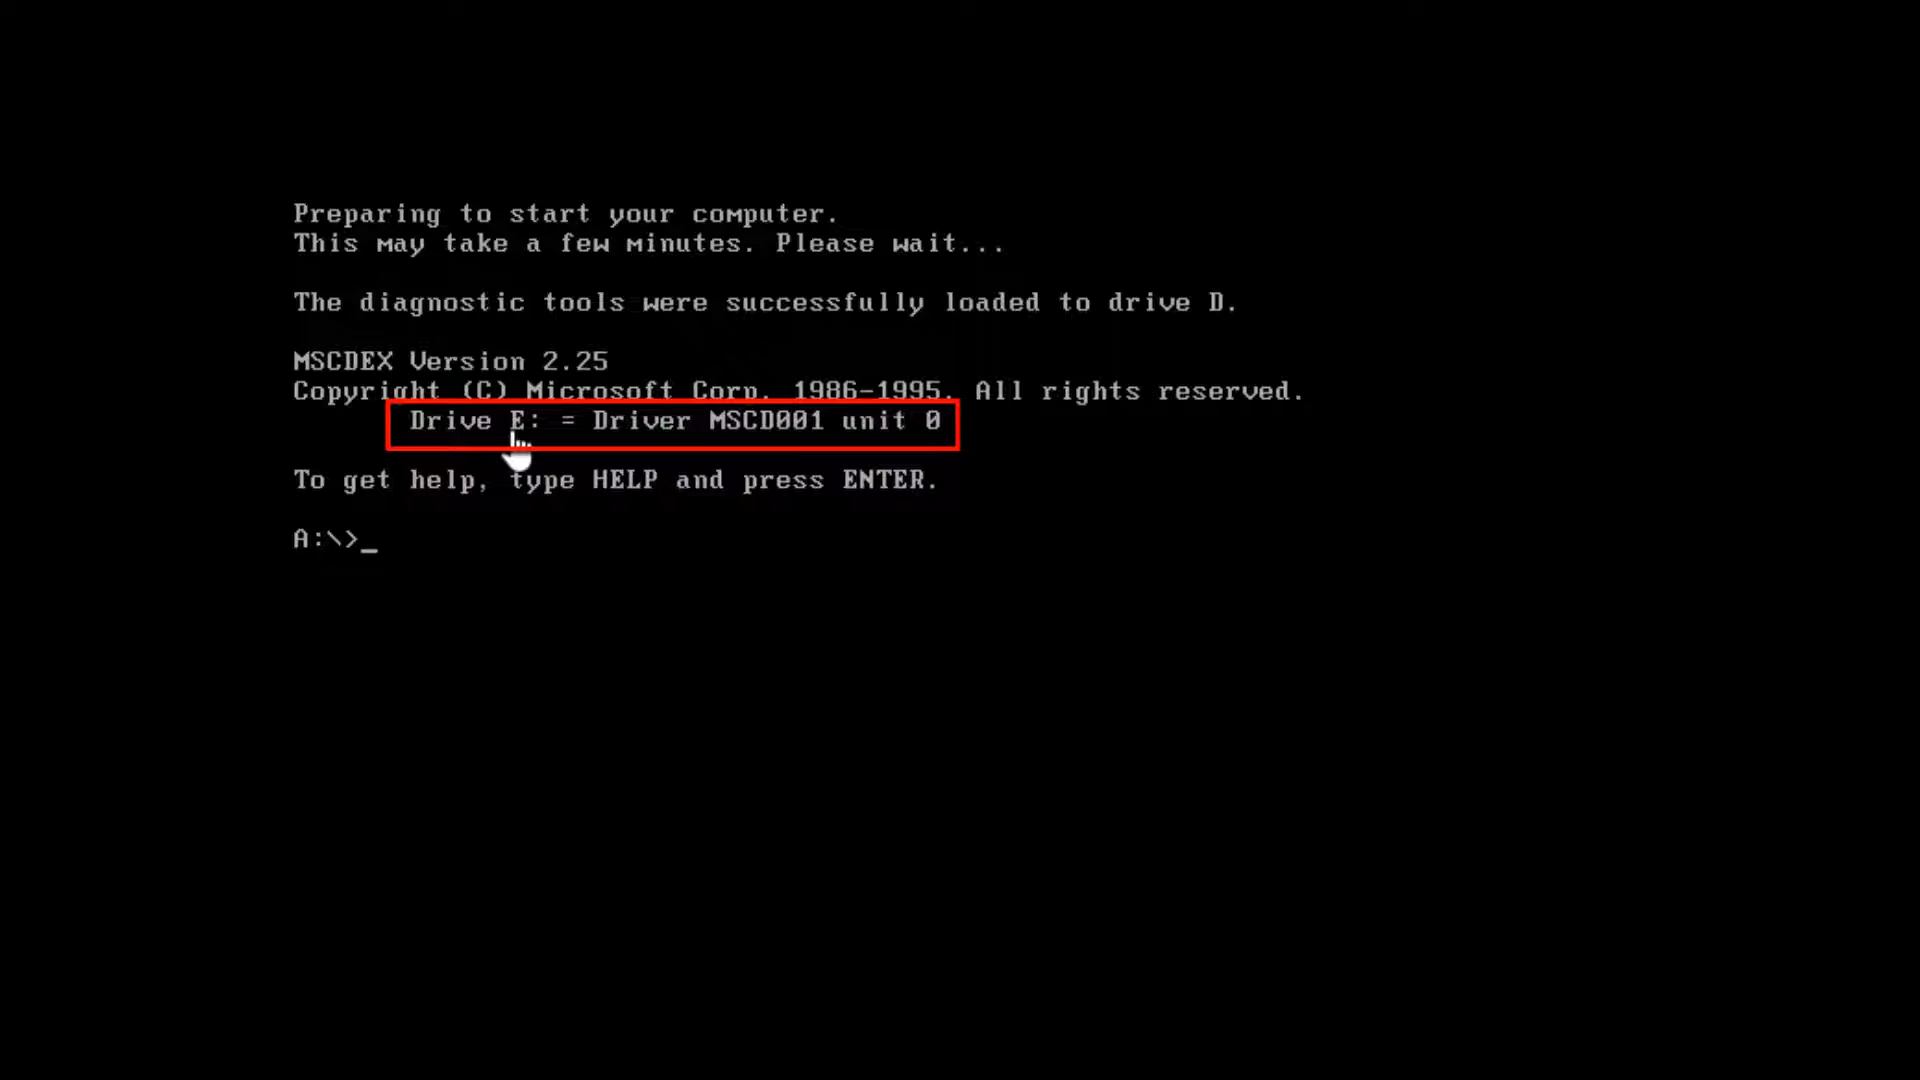 Preparing to start your computer.
This may take a few minutes. Please wait...
The diagnostic tools were successfully loaded to drive D.
MSCDEX Version 2.25
Copyright (C) Microsoft Corp. 1986-1995. All rights reserved.
Drive E: = Driver MSCD001 unit 0
To get help, type HELP and press ENTER.
A:\>_